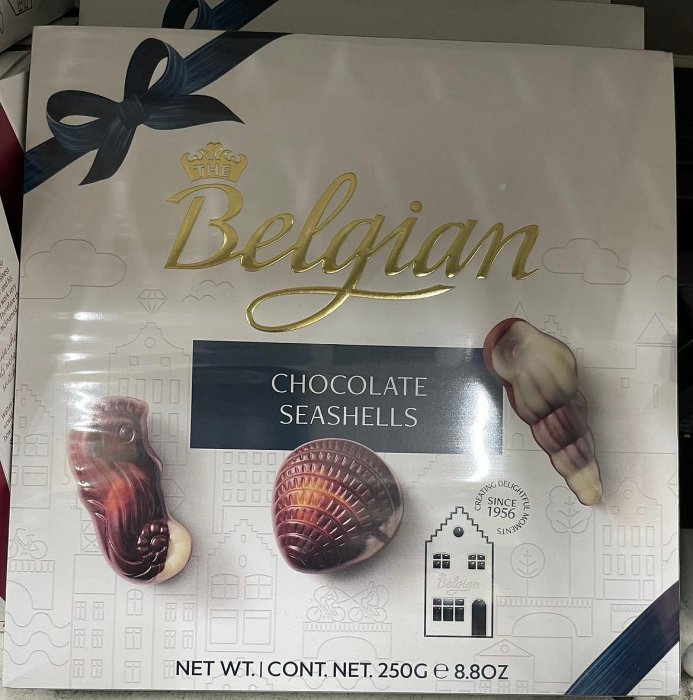 THE
Belgian
CHOCOLATE
SEASHELLS
CREATING DELIGHTFUL MOMENTS
SINCE
1956
Belgian
NET WT. | CONT. NET. 250G e 8.8OZ